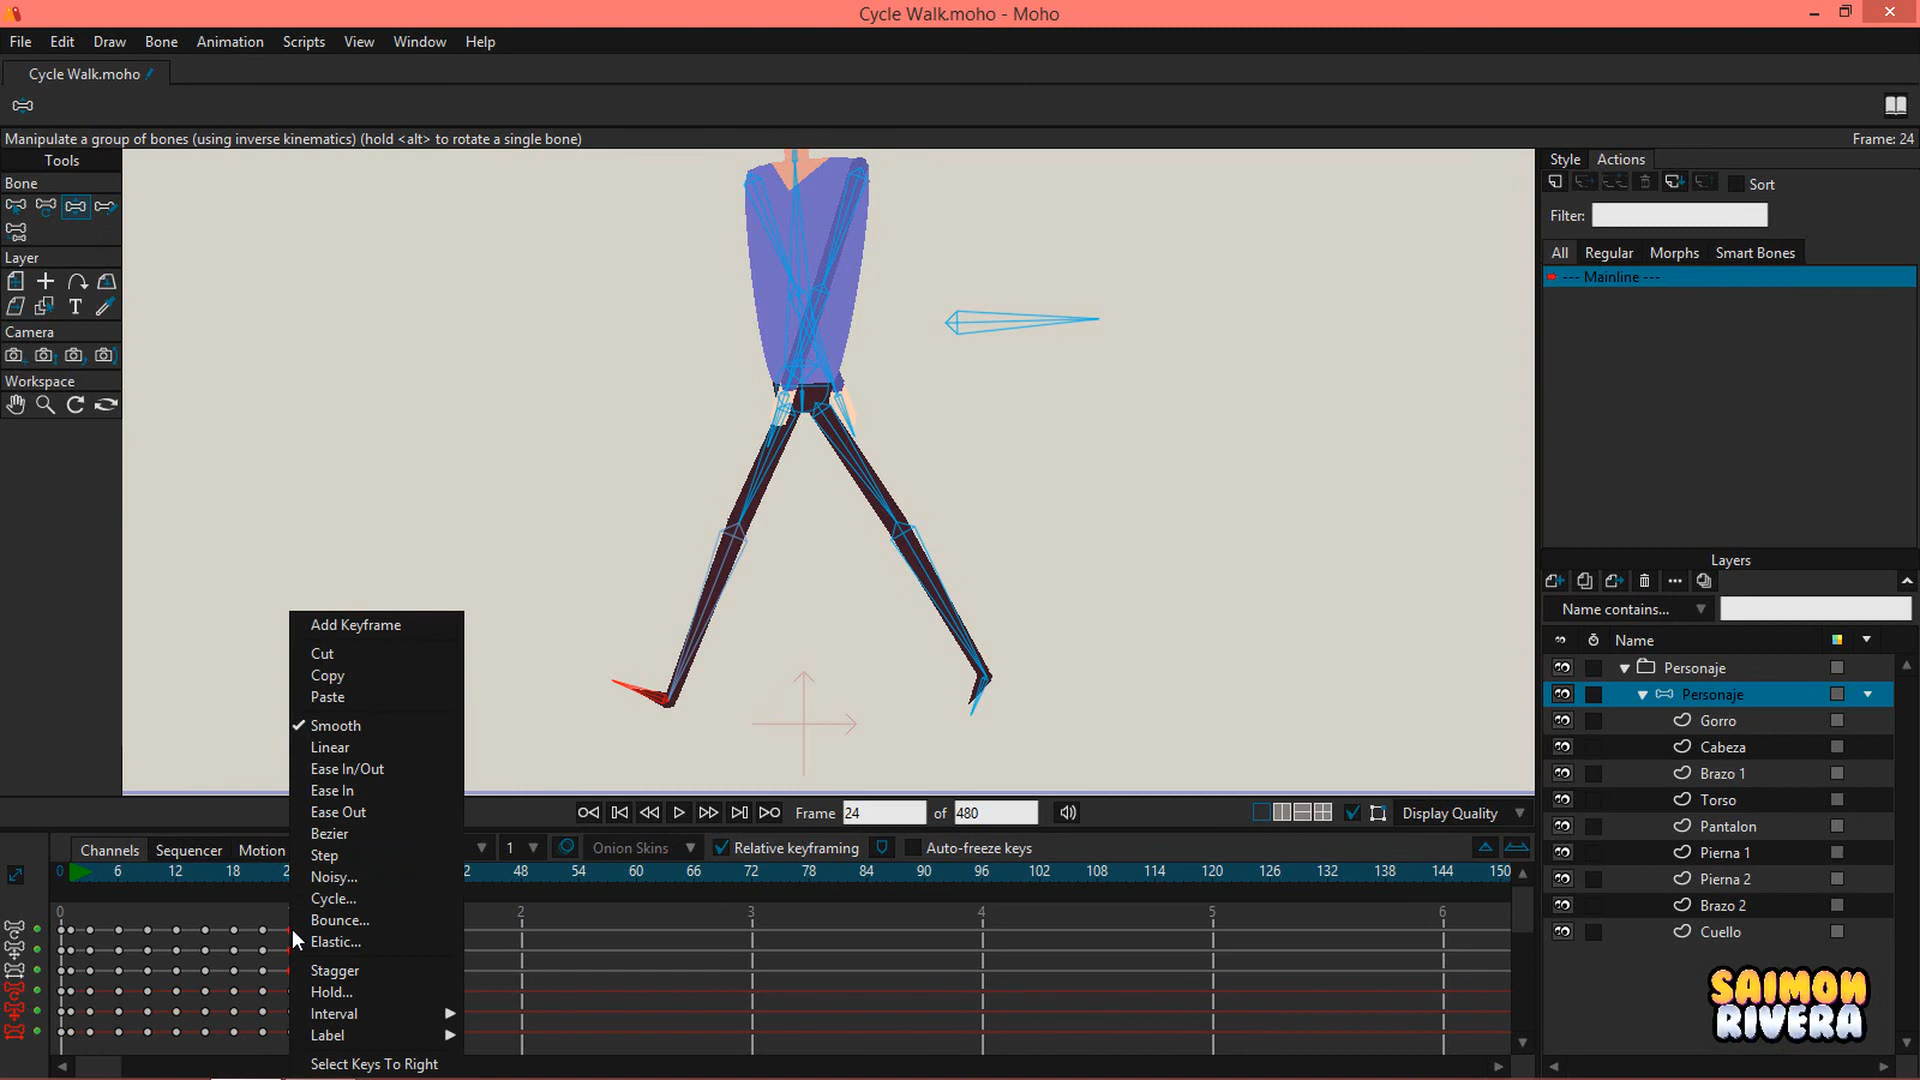 Cycle Walk.moho - Moho
File Edit Draw Bone Animation Scripts View Window Help
Cycle Walk.moho
Manipulate a group of bones (using inverse kinematics) (hold <alt> to rotate a single bone)
Frame: 24
Tools
Bone
Layer
Camera
Workspace
Style Actions
Sort
Filter:
All Regular Morphs Smart Bones
--- Mainline ---
Layers
Name contains...
Name
Personaje
Personaje
Gorro
Cabeza
Brazo 1
Torso
Pantalon
Pierna 1
Pierna 2
Brazo 2
Cuello
Add Keyframe
Cut
Copy
Paste
Smooth
Linear
Ease In/Out
Ease In
Ease Out
Bezier
Step
Noisy...
Cycle...
Bounce...
Elastic...
Stagger
Hold...
Interval
Label
Select Keys To Right
Frame 24 of 480
Display Quality
Channels Sequencer Motion
1 Onion Skins Relative keyframing Auto-freeze keys
0 6 12 18 2 2 48 54 60 66 72 78 84 90 96 102 108 114 120 126 132 138 144 150
0 2 3 4 5 6
SAIMON
RIVERA